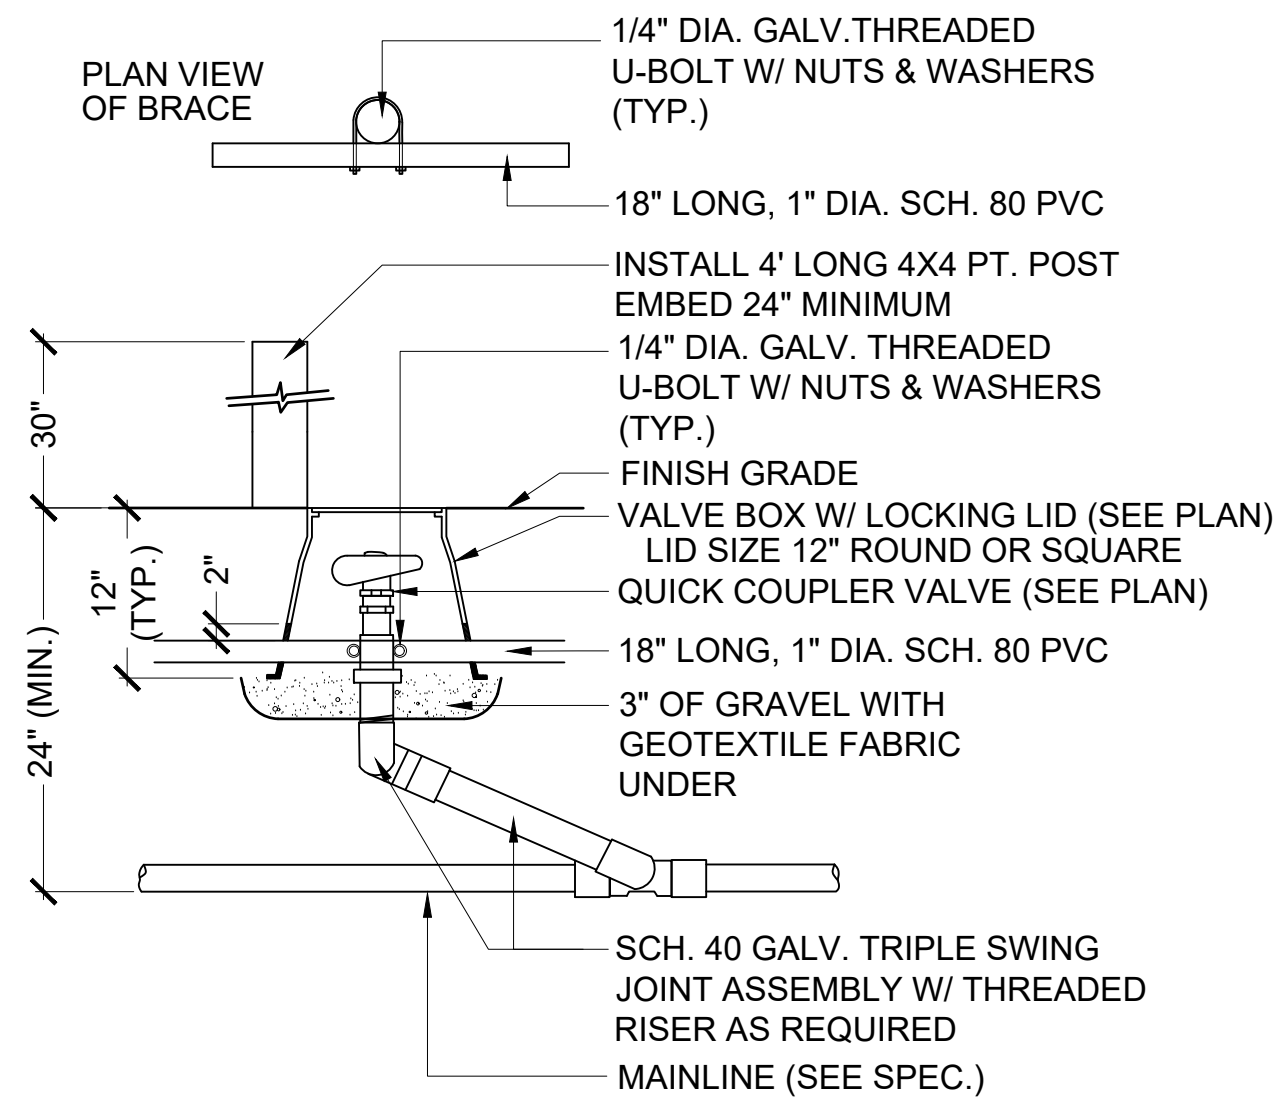 1/4" DIA. GALV.THREADED
U-BOLT W/ NUTS & WASHERS
(TYP.)
PLAN VIEW
OF BRACE
18" LONG, 1" DIA. SCH. 80 PVC
INSTALL 4' LONG 4X4 PT. POST
EMBED 24" MINIMUM
1/4" DIA. GALV. THREADED
U-BOLT W/ NUTS & WASHERS
(TYP.)
30"
FINISH GRADE
VALVE BOX W/ LOCKING LID (SEE PLAN)
LID SIZE 12" ROUND OR SQUARE
QUICK COUPLER VALVE (SEE PLAN)
12"
(TYP.)
2"
24" (MIN.)
18" LONG, 1" DIA. SCH. 80 PVC
3" OF GRAVEL WITH
GEOTEXTILE FABRIC
UNDER
SCH. 40 GALV. TRIPLE SWING
JOINT ASSEMBLY W/ THREADED
RISER AS REQUIRED
MAINLINE (SEE SPEC.)